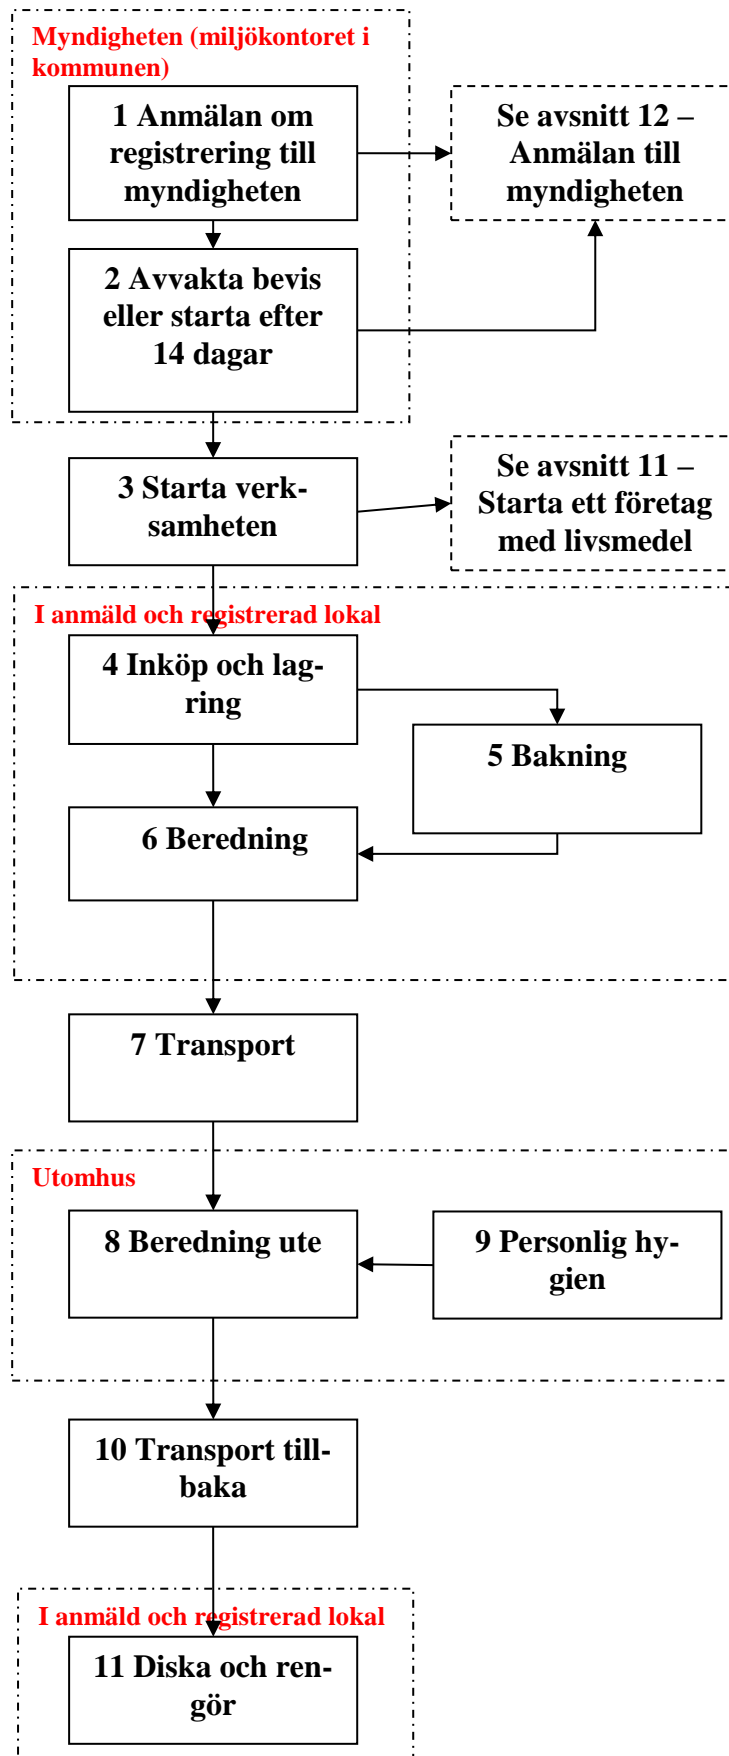 Myndigheten (miljökontoret i
kommunen)
1 Anmälan om
registrering till
myndigheten
Se avsnitt 12 –
Anmälan till
myndigheten
2 Avvakta bevis
eller starta efter
14 dagar
3 Starta verk-
samheten
Se avsnitt 11 –
Starta ett företag
med livsmedel
I anmäld och registrerad lokal
4 Inköp och lag-
ring
5 Bakning
6 Beredning
7 Transport
Utomhus
8 Beredning ute
9 Personlig hy-
gien
10 Transport till-
baka
I anmäld och registrerad lokal
11 Diska och ren-
gör